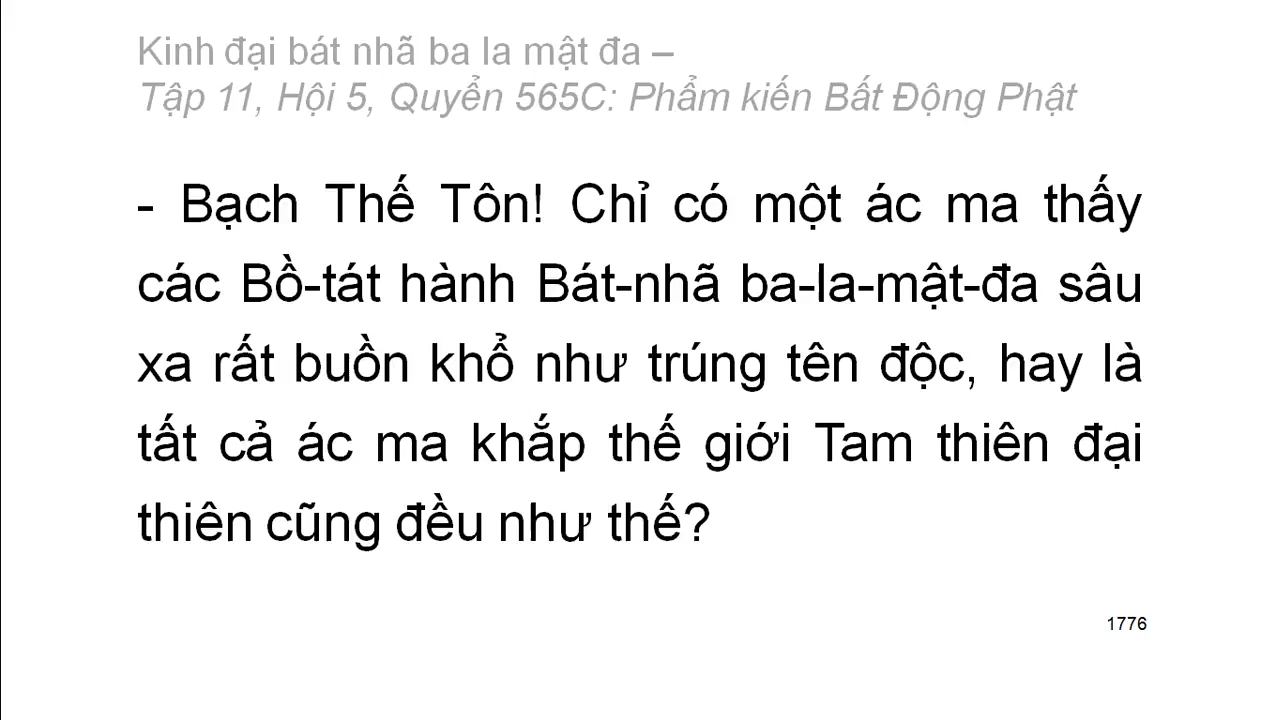 Kinh đại bát nhã ba la mật đa –
Tập 11, Hội 5, Quyển 565C: Phẩm kiến Bất Động Phật
- Bạch Thế Tôn! Chỉ có một ác ma thấy
các Bồ-tát hành Bát-nhã ba-la-mật-đa sâu
xa rất buồn khổ như trúng tên độc, hay là
tất cả ác ma khắp thế giới Tam thiên đại
thiên cũng đều như thế?
1776